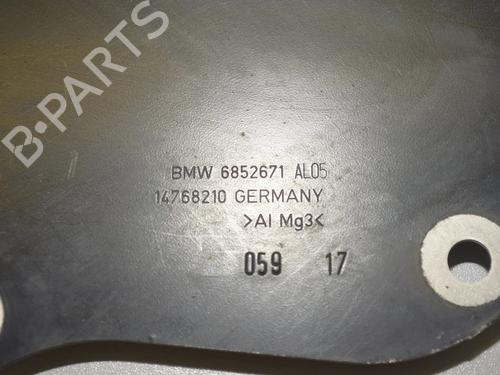 B-PARTS
BMW 6852671 AL05
14768210 GERMANY
>Al Mg3<
059 17